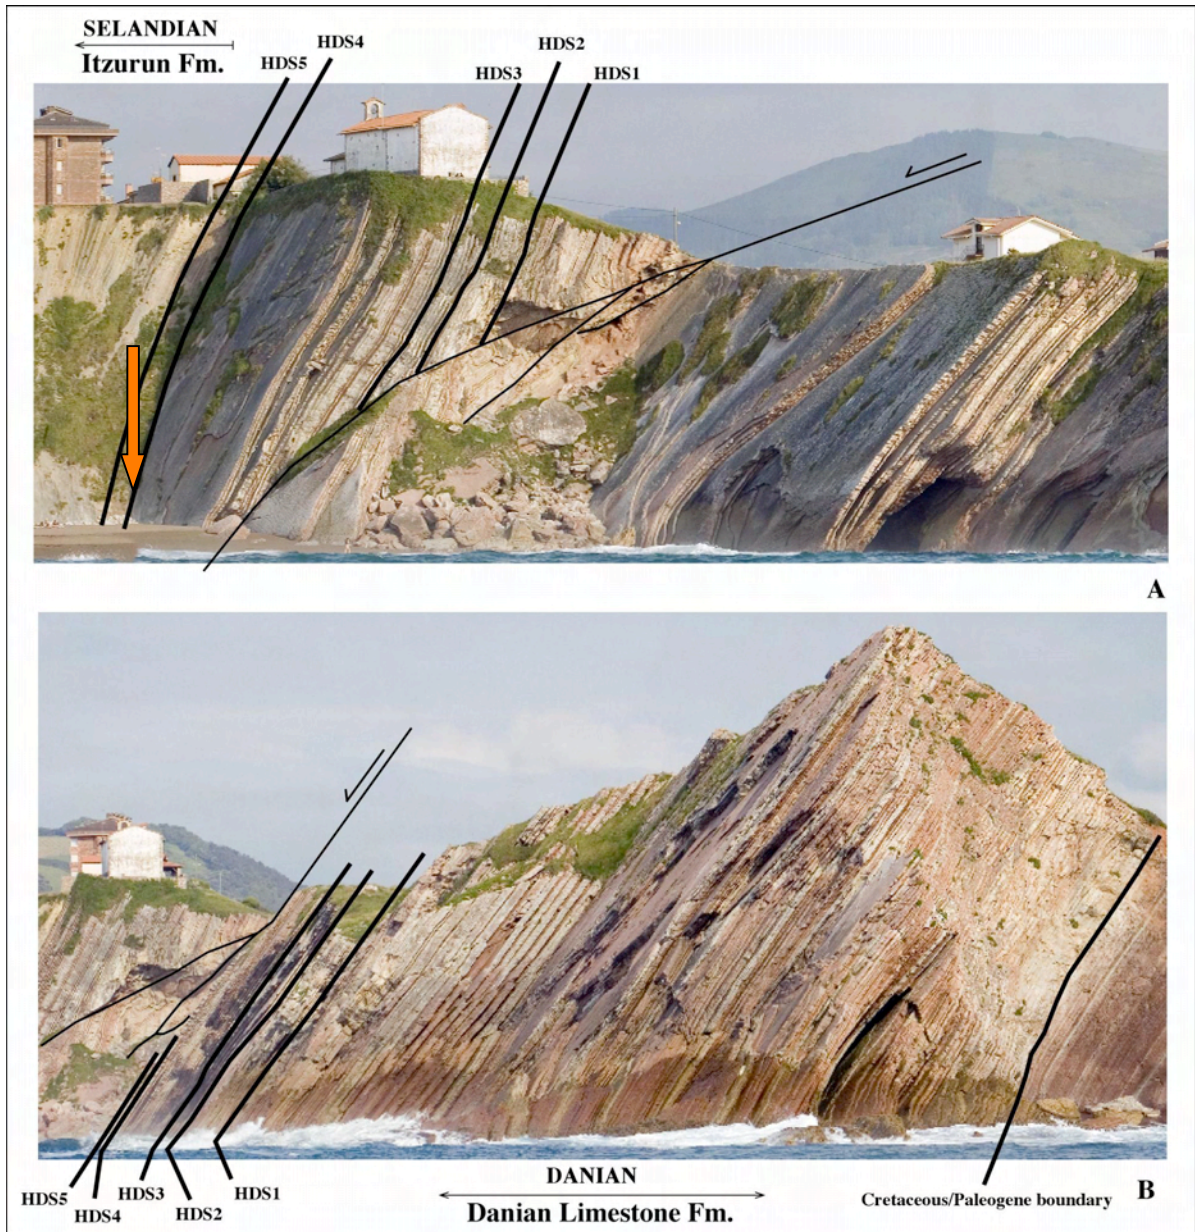 SELANDIAN
Itzurun Fm.
HDS5
HDS4
HDS3
HDS2
HDS1
A
HDS5
HDS4
HDS3
HDS2
HDS1
DANIAN
Danian Limestone Fm.
Cretaceous/Paleogene boundary
B